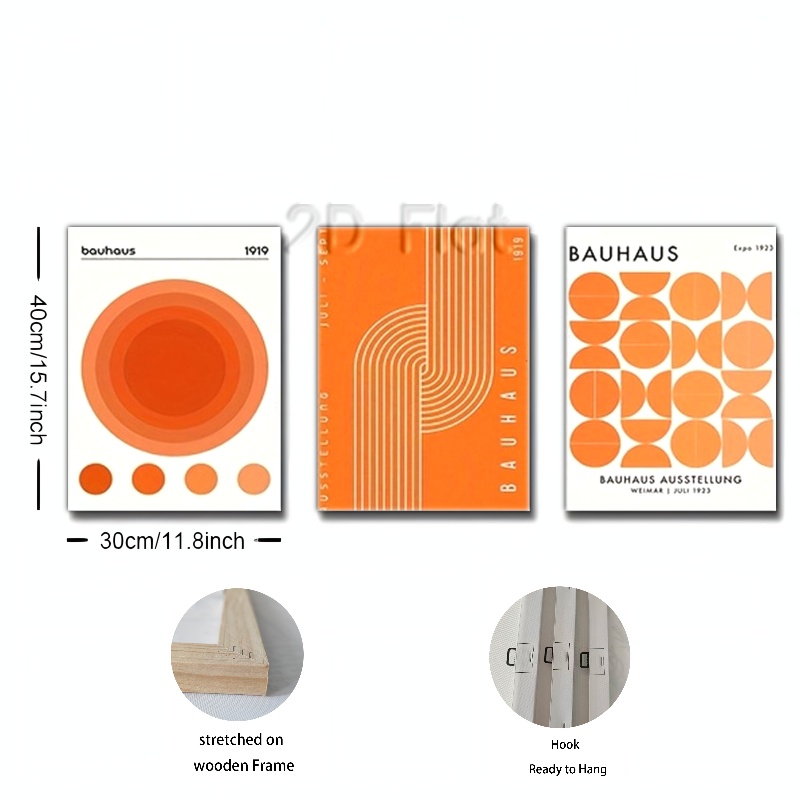 2D Flat
bauhaus 1919
JULI - SEPT
1919
BAUHAUS
Expo 1923
40cm/15.7inch
BAUHAUS
USSTELLUNG
BAUHAUS AUSSTELLUNG
WEIMAR | JULI 1923
30cm/11.8inch
stretched on
wooden Frame
Hook
Ready to Hang